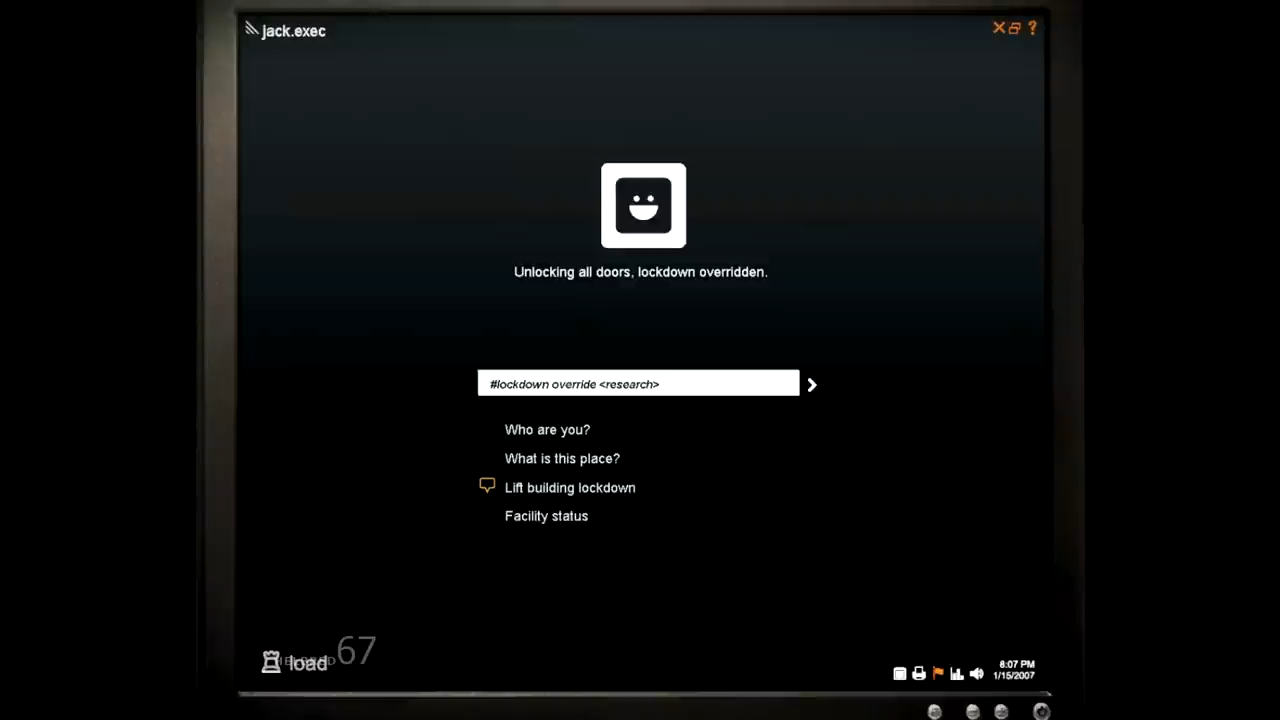 jack.exec
?
Unlocking all doors, lockdown overridden.
#lockdown override <research>
Who are you?
What is this place?
Lift building lockdown
Facility status
load
67
8:07 PM
1/15/2007